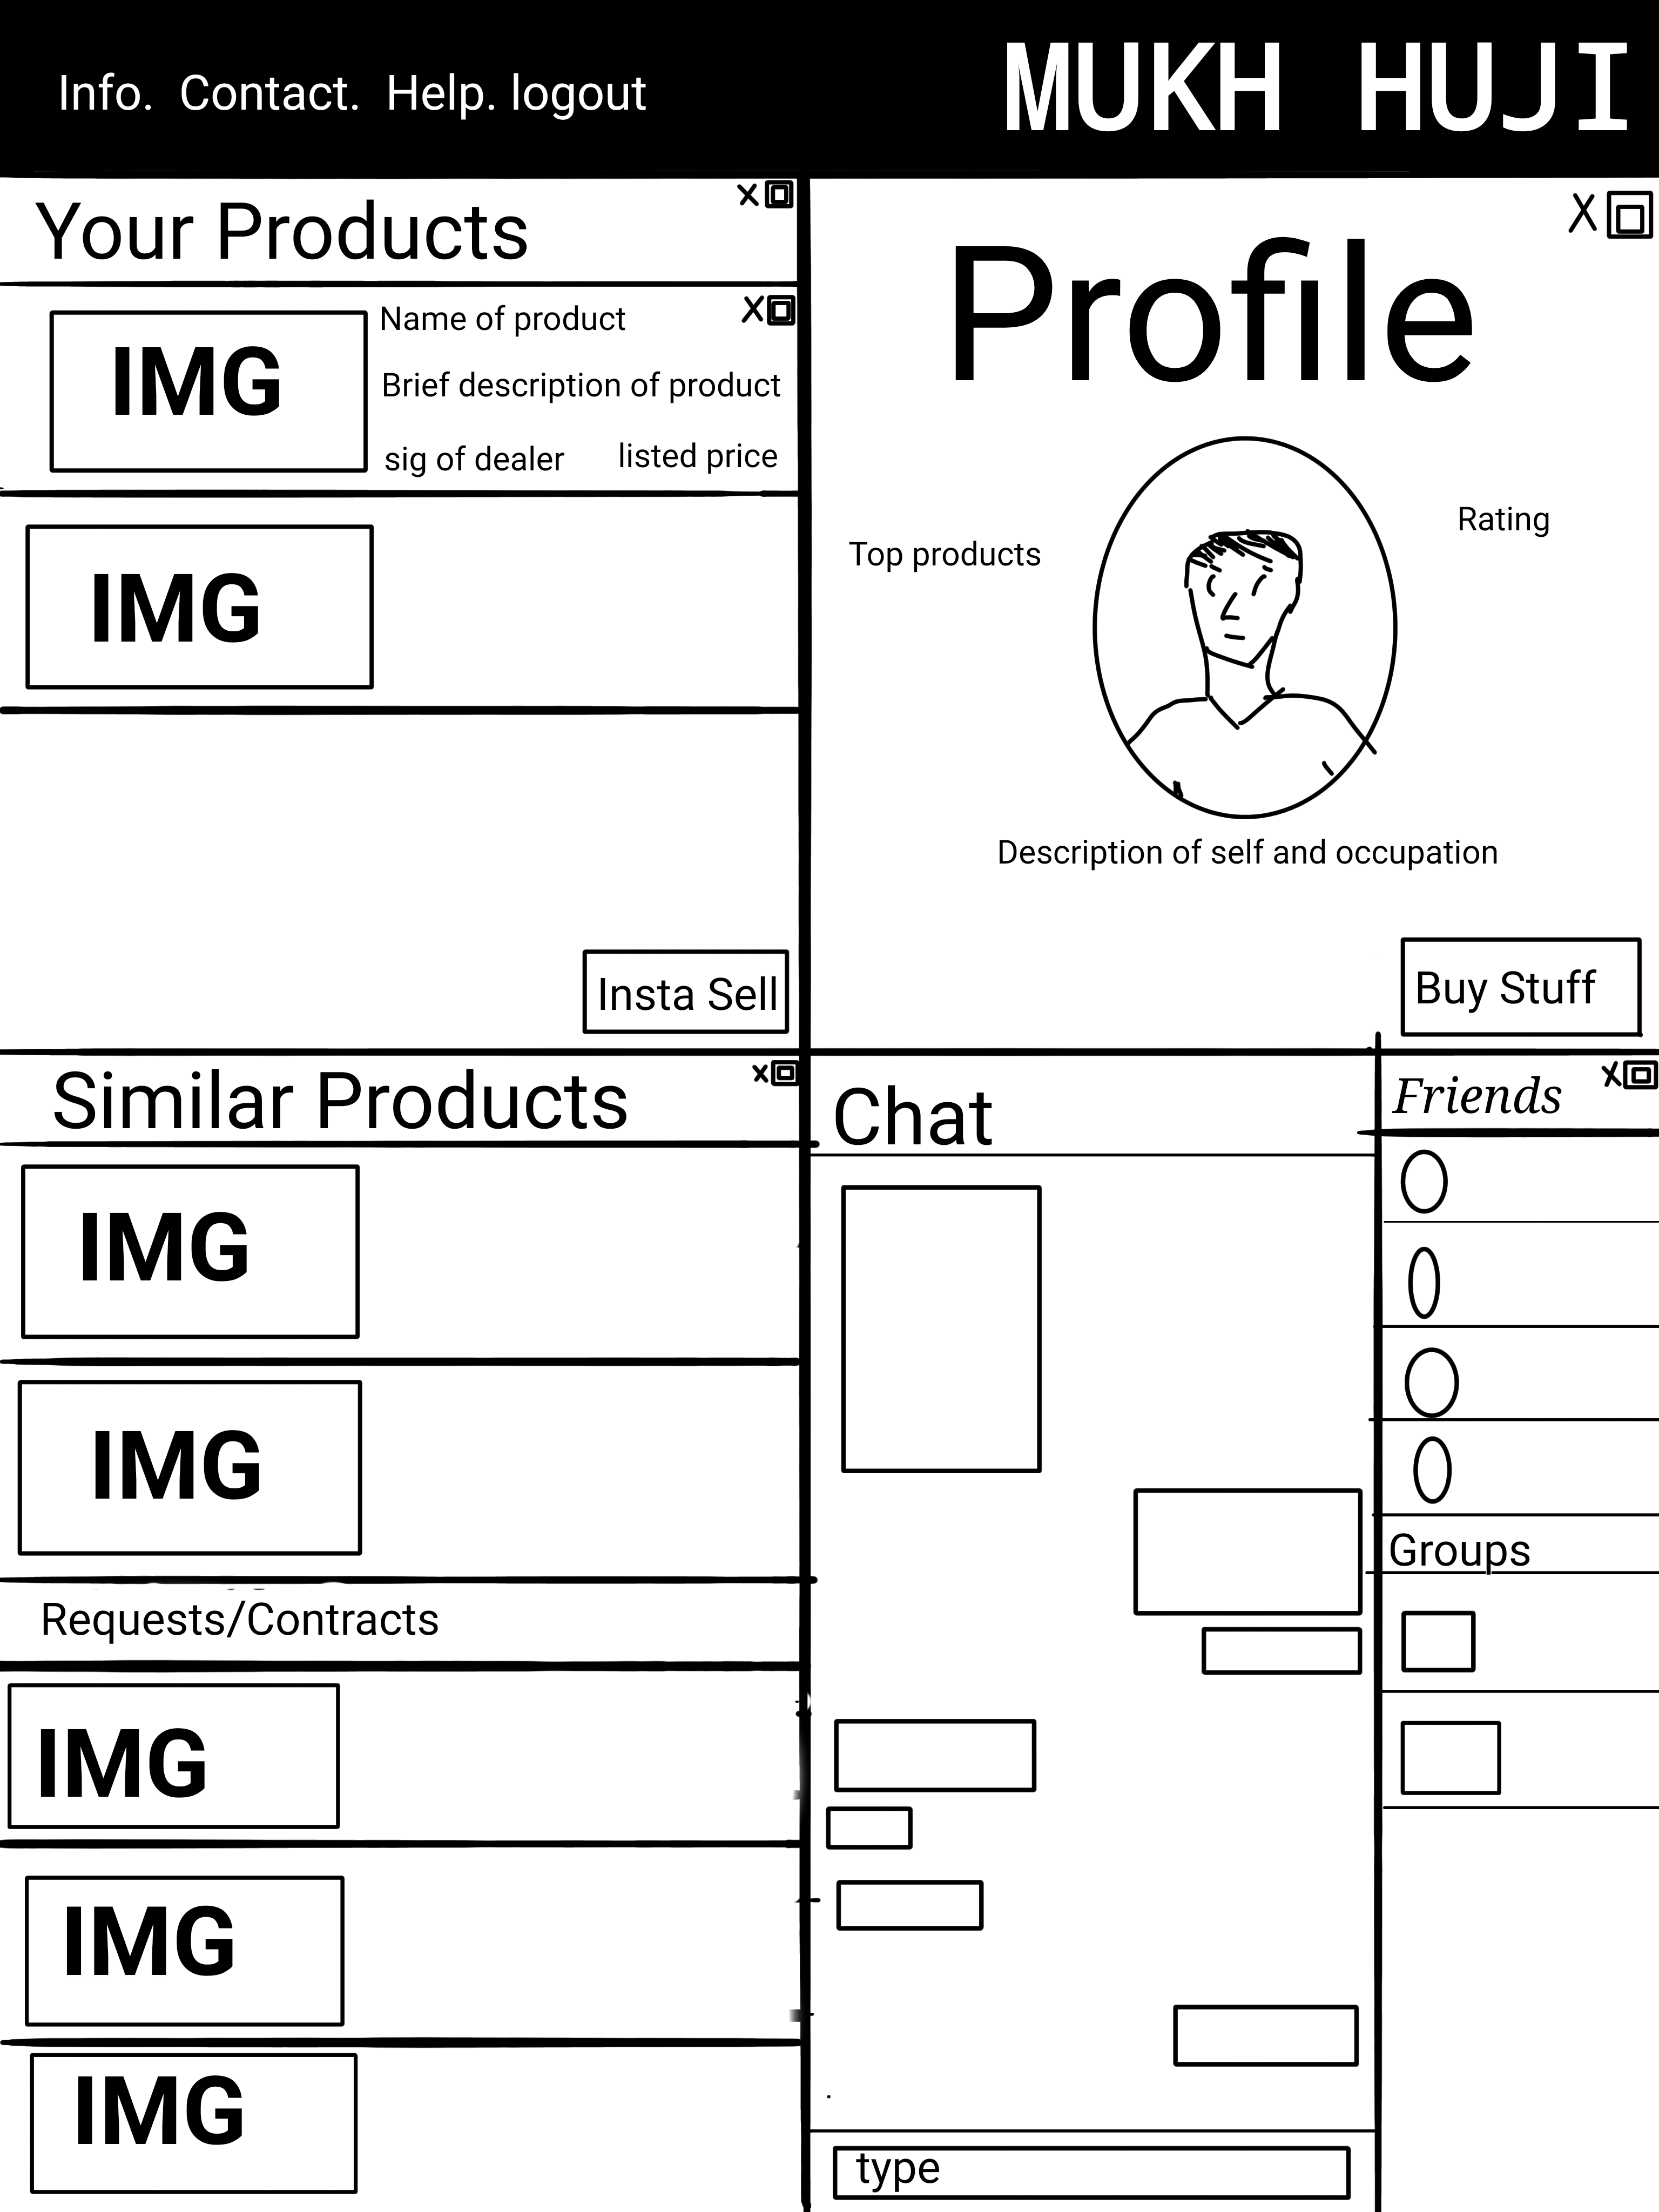 Info. Contact. Help. logout
MUKH HUJI
Your Products
X
IMG
Name of product
X
Brief description of product
sig of dealer
listed price
IMG
Insta Sell
X
Profile
Top products
Rating
Description of self and occupation
Buy Stuff
Similar Products
X
IMG
IMG
Requests/Contracts
IMG
IMG
IMG
Chat
type
Friends
X
Groups